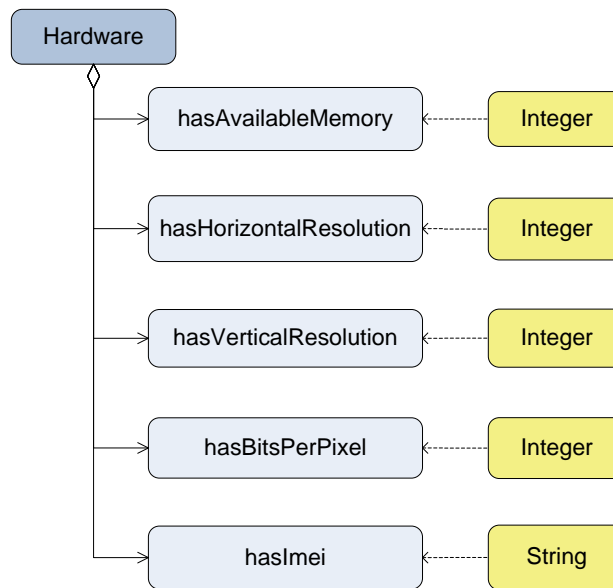 Hardware
hasAvailableMemory
Integer
hasHorizontalResolution
Integer
hasVerticalResolution
Integer
hasBitsPerPixel
Integer
hasImei
String